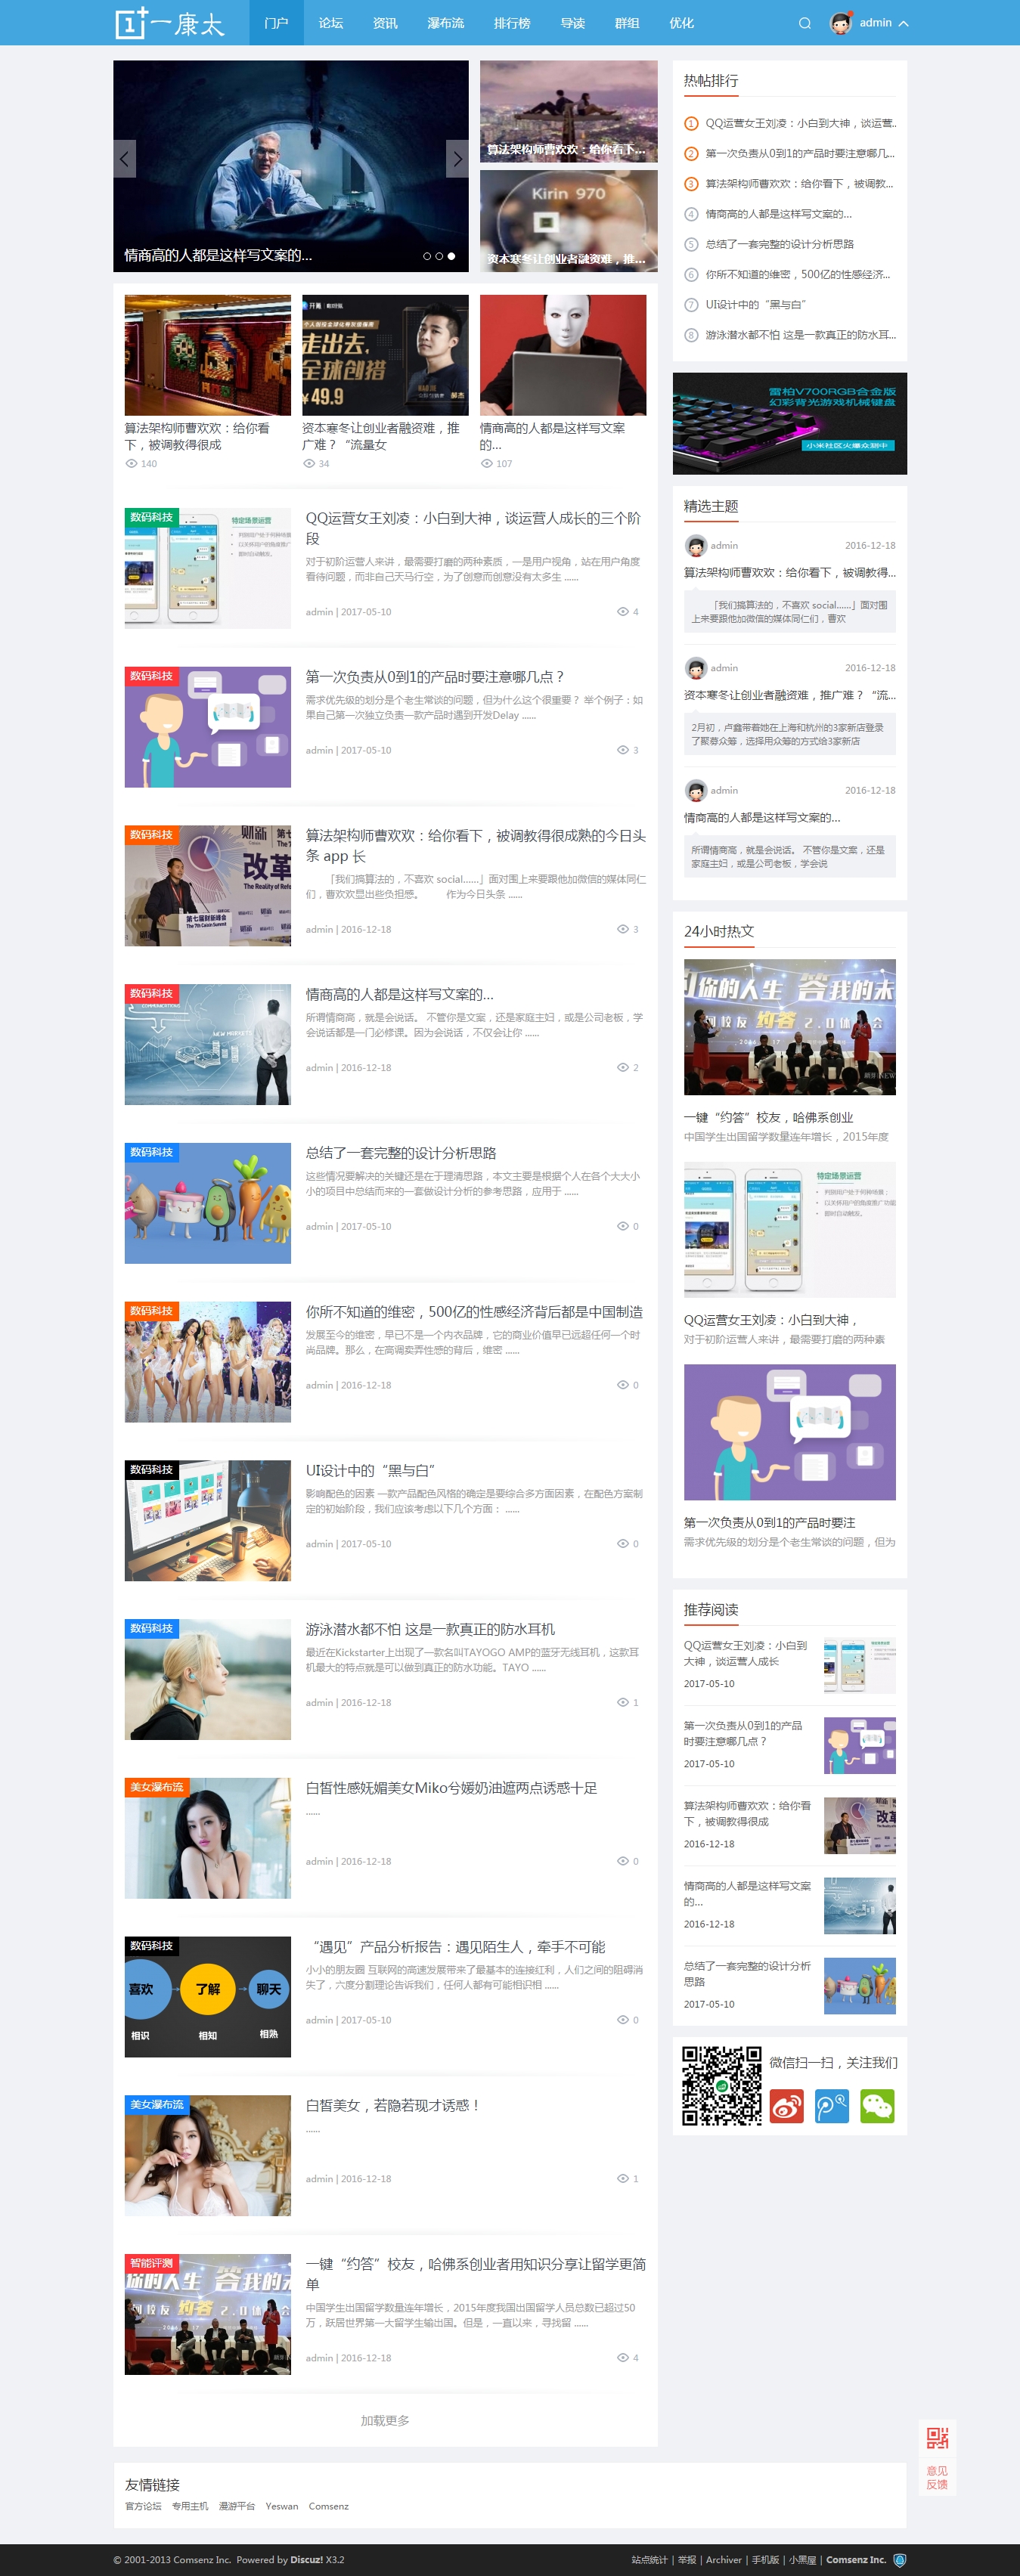 1+ 一康太
门户 论坛 资讯 瀑布流 排行榜 导读 群组 优化 admin
情商高的人都是这样写文案的...
算法架构师曹欢欢：给你看下...
Kirin 970
资本寒冬让创业者融资难，推...
走出去,
全球创措
¥49.9
算法架构师曹欢欢：给你看
下，被调教得很成
140
资本寒冬让创业者融资难，推
广难？“流量女
34
情商高的人都是这样写文案
的...
107
数码科技
QQ运营女王刘凌：小白到大神，谈运营人成长的三个阶
段
对于初阶运营人来讲，最需要打磨的两种素质，一是用户视角，站在用户角度
看待问题，而非自己天马行空，为了创意而创意没有太多生 ......
admin | 2017-05-10
4
特定场景运营
数码科技
第一次负责从0到1的产品时要注意哪几点？
需求优先级的划分是个老生常谈的问题，但为什么这个很重要？ 举个例子：如
果自己第一次独立负责一款产品时遇到开发Delay ......
admin | 2017-05-10
3
数码科技
算法架构师曹欢欢：给你看下，被调教得很成熟的今日头
条 app 长
「我们搞算法的，不喜欢 social......」面对围上来要跟他加微信的媒体同仁
们，曹欢欢显出些负担感。 作为今日头条 ......
admin | 2016-12-18
3
改革
The Reality of Refo
第七届财新峰会
The 7th Caixin Summit
数码科技
情商高的人都是这样写文案的...
所谓情商高，就是会说话。 不管你是文案，还是家庭主妇，或是公司老板，学
会说话都是一门必修课。因为会说话，不仅会让你 ......
admin | 2016-12-18
2
NEW MARKETS
数码科技
总结了一套完整的设计分析思路
这些情况要解决的关键还是在于理清思路，本文主要是根据个人在各个大大小
小的项目中总结而来的一套做设计分析的参考思路，应用于 ......
admin | 2017-05-10
0
数码科技
你所不知道的维密，500亿的性感经济背后都是中国制造
发展至今的维密，早已不是一个内衣品牌，它的商业价值早已远超任何一个时
尚品牌。那么，在高调卖弄性感的背后，维密 ......
admin | 2016-12-18
0
数码科技
UI设计中的“黑与白”
影响配色的因素 一款产品配色风格的确定是要综合多方面因素，在配色方案制
定的初始阶段，我们应该考虑以下几个方面： ......
admin | 2017-05-10
0
数码科技
游泳潜水都不怕 这是一款真正的防水耳机
最近在Kickstarter上出现了一款名叫TAYOGO AMP的蓝牙无线耳机，这款耳
机最大的特点就是可以做到真正的防水功能。TAYO ......
admin | 2016-12-18
1
美女瀑布流
白皙性感妩媚美女Miko兮媛奶油遮两点诱惑十足
......
admin | 2016-12-18
0
数码科技
“遇见”产品分析报告：遇见陌生人，牵手不可能
小小的朋友圈 互联网的高速发展带来了最基本的连接红利，人们之间的阻碍消
失了，六度分割理论告诉我们，任何人都有可能相识相 ......
admin | 2017-05-10
0
喜欢 了解 聊天
相识 相知 相熟
美女瀑布流
白皙美女，若隐若现才诱惑！
......
admin | 2016-12-18
1
智能评测
一键“约答”校友，哈佛系创业者用知识分享让留学更简
单
中国学生出国留学数量连年增长，2015年度我国出国留学人员总数已超过50
万，跃居世界第一大留学生输出国。但是，一直以来，寻找留 ......
admin | 2016-12-18
4
加载更多
热帖排行
1 QQ运营女王刘凌：小白到大神，谈运营..
2 第一次负责从0到1的产品时要注意哪几...
3 算法架构师曹欢欢：给你看下，被调教...
4 情商高的人都是这样写文案的...
5 总结了一套完整的设计分析思路
6 你所不知道的维密，500亿的性感经济...
7 UI设计中的“黑与白”
8 游泳潜水都不怕 这是一款真正的防水耳...
雷柏V700RGB合金版
幻彩背光游戏机械键盘
小米社区火爆众测中
精选主题
admin 2016-12-18
算法架构师曹欢欢：给你看下，被调教得...
「我们搞算法的，不喜欢 social......」面对围
上来要跟他加微信的媒体同仁们，曹欢
admin 2016-12-18
资本寒冬让创业者融资难，推广难？“流...
2月初，卢鑫带着她在上海和杭州的3家新店登录
了聚募众筹，选择用众筹的方式给3家新店
admin 2016-12-18
情商高的人都是这样写文案的...
所谓情商高，就是会说话。 不管你是文案，还是
家庭主妇，或是公司老板，学会说
24小时热文
你的人生 答我的未
一键“约答”校友，哈佛系创业
中国学生出国留学数量连年增长，2015年度
特定场景运营
QQ运营女王刘凌：小白到大神，
对于初阶运营人来讲，最需要打磨的两种素
第一次负责从0到1的产品时要注
需求优先级的划分是个老生常谈的问题，但为
推荐阅读
QQ运营女王刘凌：小白到
大神，谈运营人成长
2017-05-10
第一次负责从0到1的产品
时要注意哪几点？
2017-05-10
算法架构师曹欢欢：给你看
下，被调教得很成
2016-12-18
情商高的人都是这样写文案
的...
2016-12-18
总结了一套完整的设计分析
思路
2017-05-10
微信扫一扫，关注我们
意见
反馈
友情链接
官方论坛 专用主机 漫游平台 Yeswan Comsenz
© 2001-2013 Comsenz Inc. Powered by Discuz! X3.2
站点统计 | 举报 | Archiver | 手机版 | 小黑屋 | Comsenz Inc.